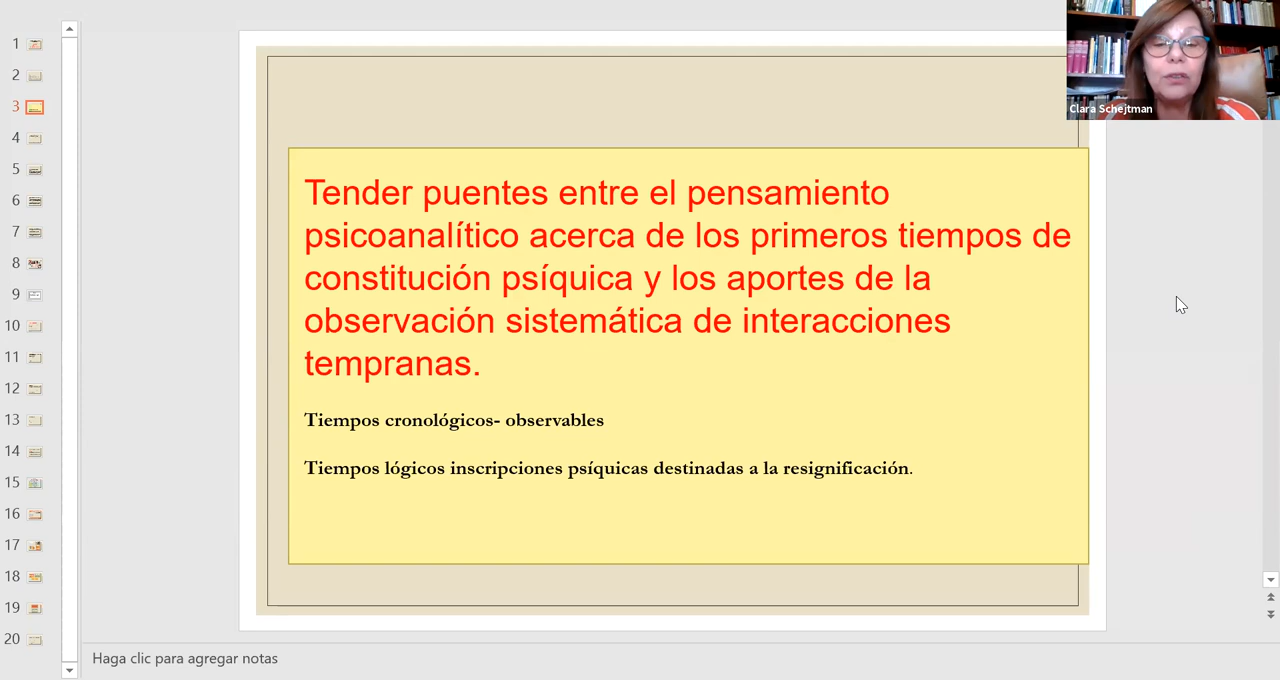 1
2
3
4
5
6
7
8
9
10
11
12
13
14
15
16
17
18
19
20
Clara Schejtman
Tender puentes entre el pensamiento
psicoanalítico acerca de los primeros tiempos de
constitución psíquica y los aportes de la
observación sistemática de interacciones
tempranas.
Tiempos cronológicos- observables
Tiempos lógicos inscripciones psíquicas destinadas a la resignificación.
Haga clic para agregar notas